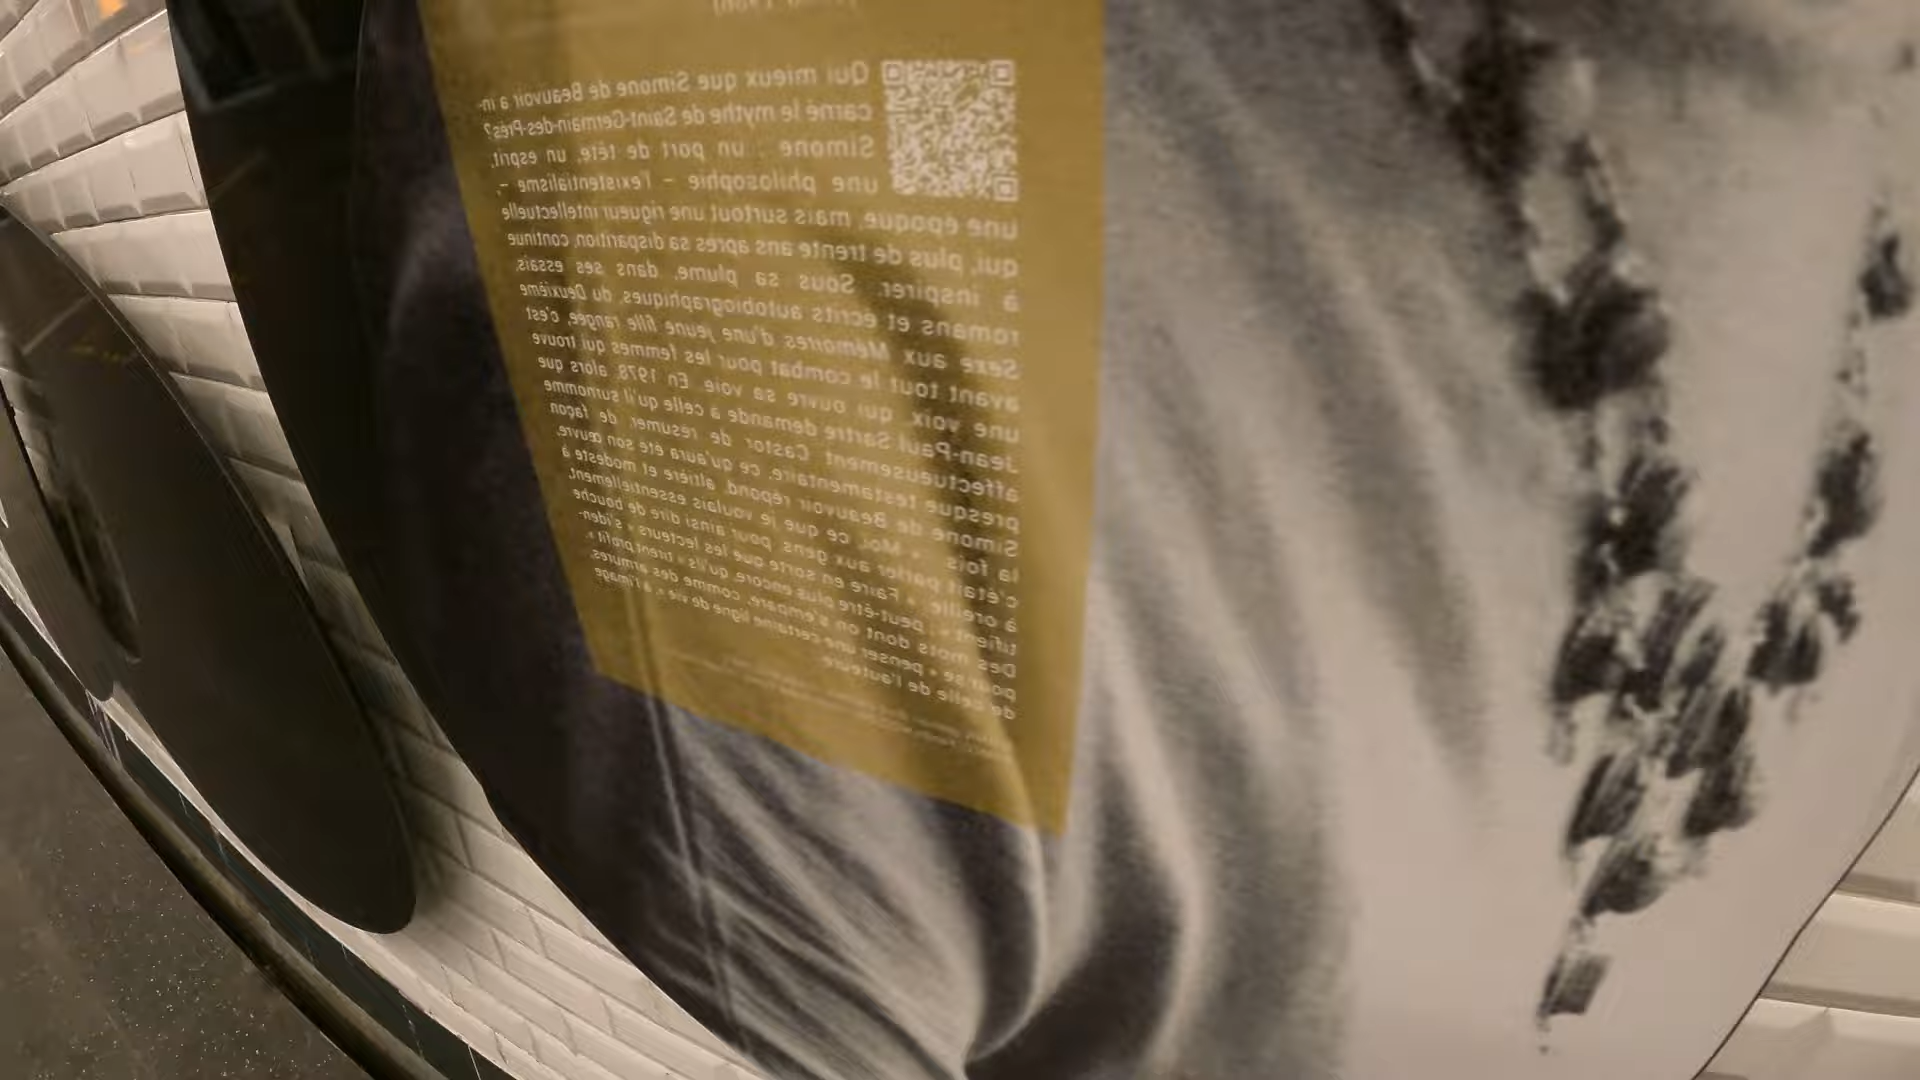 Qui mieux que Simone de Beauvoir a in-
carné le mythe de Saint-Germain-des-Prés?
Simone : un port de tête, un esprit,
une philosophie – l'existentialisme –,
une époque, mais surtout une rigueur intellectuelle
qui, plus de trente ans après sa disparition, continue
à inspirer. Sous sa plume, dans ses essais,
romans et écrits autobiographiques, du Deuxième
Sexe aux Mémoires d'une jeune fille rangée, c'est
avant tout le combat pour les femmes qui trouve
une voix, qui ouvre sa voie. En 1978, alors que
Jean-Paul Sartre demande à celle qu'il surnomme
affectueusement Castor de résumer, de façon
presque testamentaire, ce qu'aura été son œuvre,
Simone de Beauvoir répond, altière et modeste à
la fois : « Moi, ce que je voulais essentiellement,
c'était parler aux gens, pour ainsi dire de bouche
à oreille. » Faire en sorte que les lecteurs « s'iden-
tifient », peut-être plus encore, qu'ils « tirent profit ».
Des mots dont on s'empare, comme des armures,
pour se « penser une certaine ligne de vie », à l'image
de celle de l'auteure.